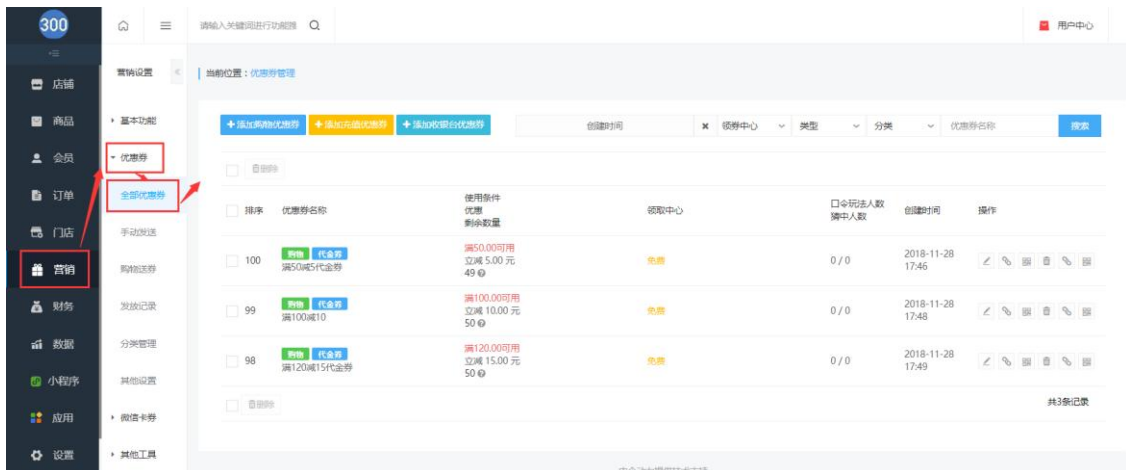 300
请输入关键词进行功能搜
用户中心
店铺
商品
会员
订单
门店
营销
财务
数据
小程序
应用
设置
营销设置
基本功能
优惠券
全部优惠券
手动发送
购物送券
发放记录
分类管理
其他设置
微信卡券
其他工具
当前位置：优惠券管理
+添加购物优惠券 +添加充值优惠券 +添加收银台优惠券 创建时间 领券中心 类型 分类 优惠券名称 搜索
删除
排序 优惠券名称 使用条件 领取中心 口令玩法人数 创建时间 操作
优惠 猜中人数
剩余数量
100 购物 代金券 满50.00可用 免费 0 / 0 2018-11-28
满50减5代金券 立减 5.00 元 17:46
49
99 购物 代金券 满100.00可用 免费 0 / 0 2018-11-28
满100减10 立减 10.00 元 17:48
50
98 购物 代金券 满120.00可用 免费 0 / 0 2018-11-28
满120减15代金券 立减 15.00 元 17:49
50
删除
共3条记录